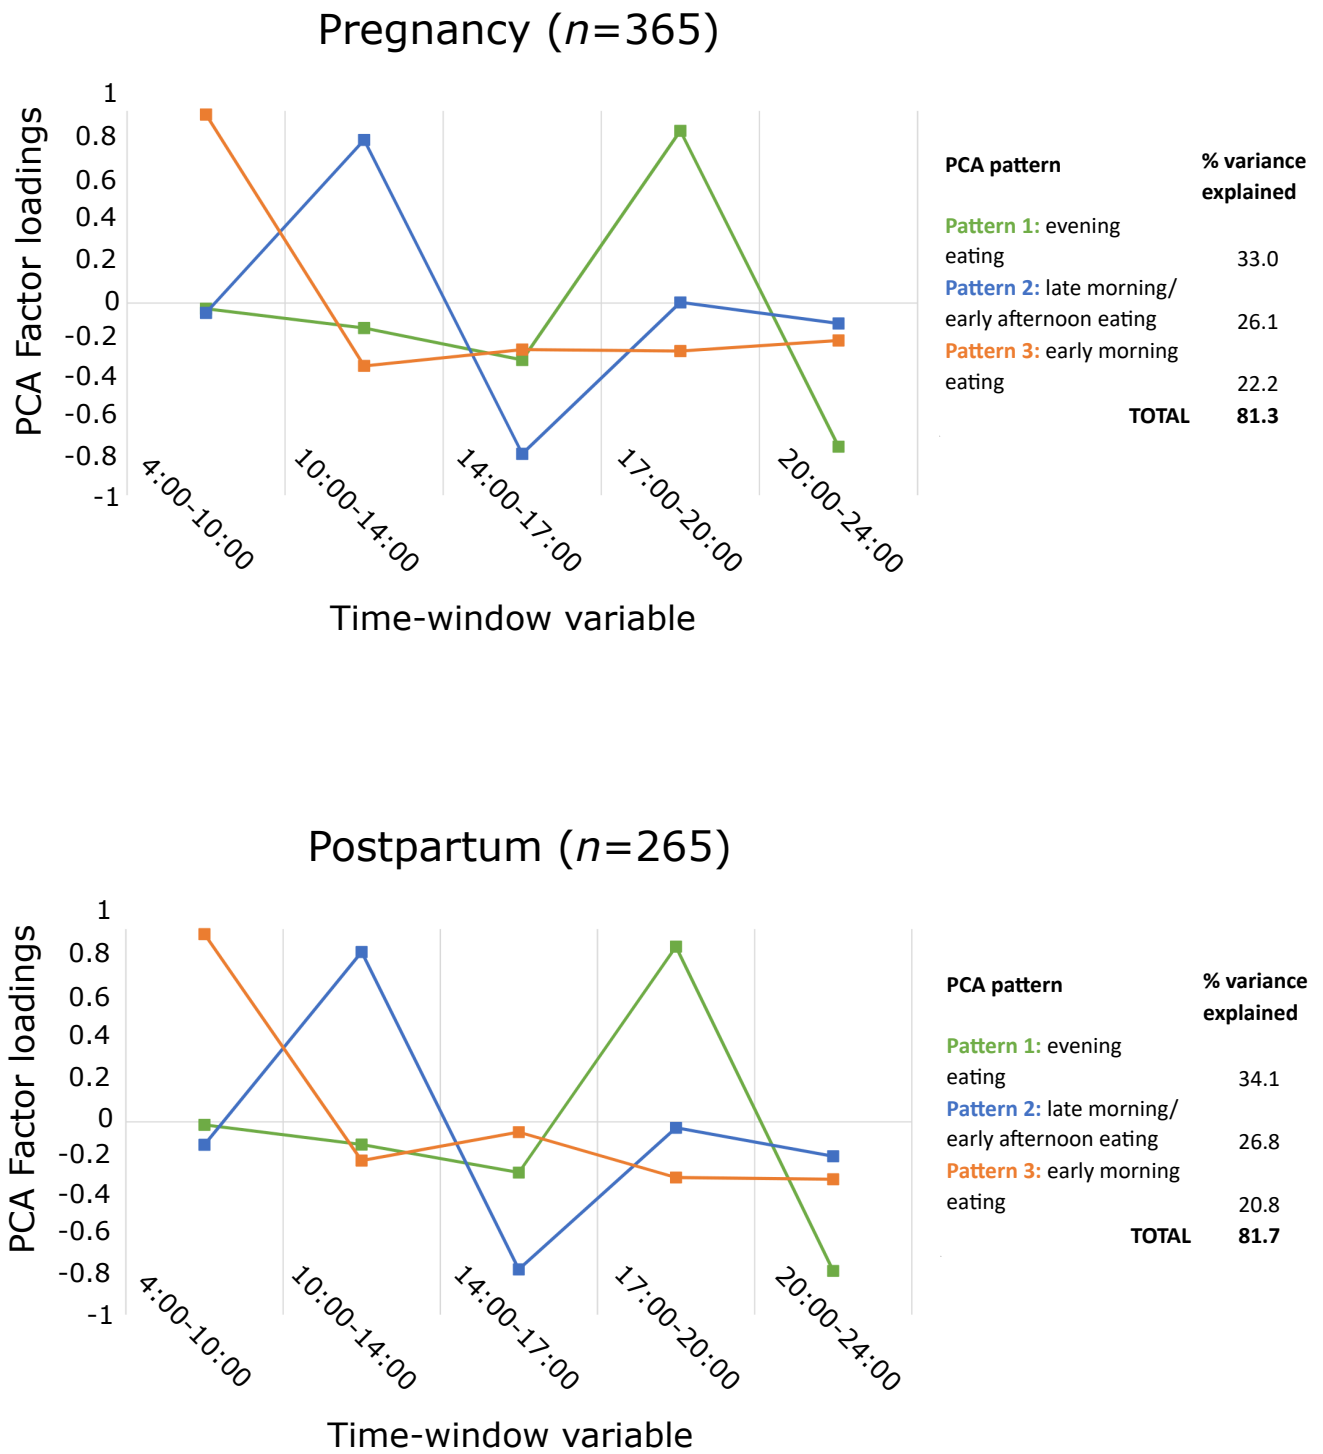 Pregnancy (n=365)
PCA Factor loadings
1
0.8
0.6
0.4
0.2
0
-0.2
-0.4
-0.6
-0.8
-1
4:00-10:00
10:00-14:00
14:00-17:00
17:00-20:00
20:00-24:00
Time-window variable
PCA pattern
% variance
explained
Pattern 1: evening
eating 33.0
Pattern 2: late morning/
early afternoon eating 26.1
Pattern 3: early morning
eating 22.2
TOTAL 81.3
Postpartum (n=265)
PCA Factor loadings
1
0.8
0.6
0.4
0.2
0
-0.2
-0.4
-0.6
-0.8
-1
4:00-10:00
10:00-14:00
14:00-17:00
17:00-20:00
20:00-24:00
Time-window variable
PCA pattern
% variance
explained
Pattern 1: evening
eating 34.1
Pattern 2: late morning/
early afternoon eating 26.8
Pattern 3: early morning
eating 20.8
TOTAL 81.7